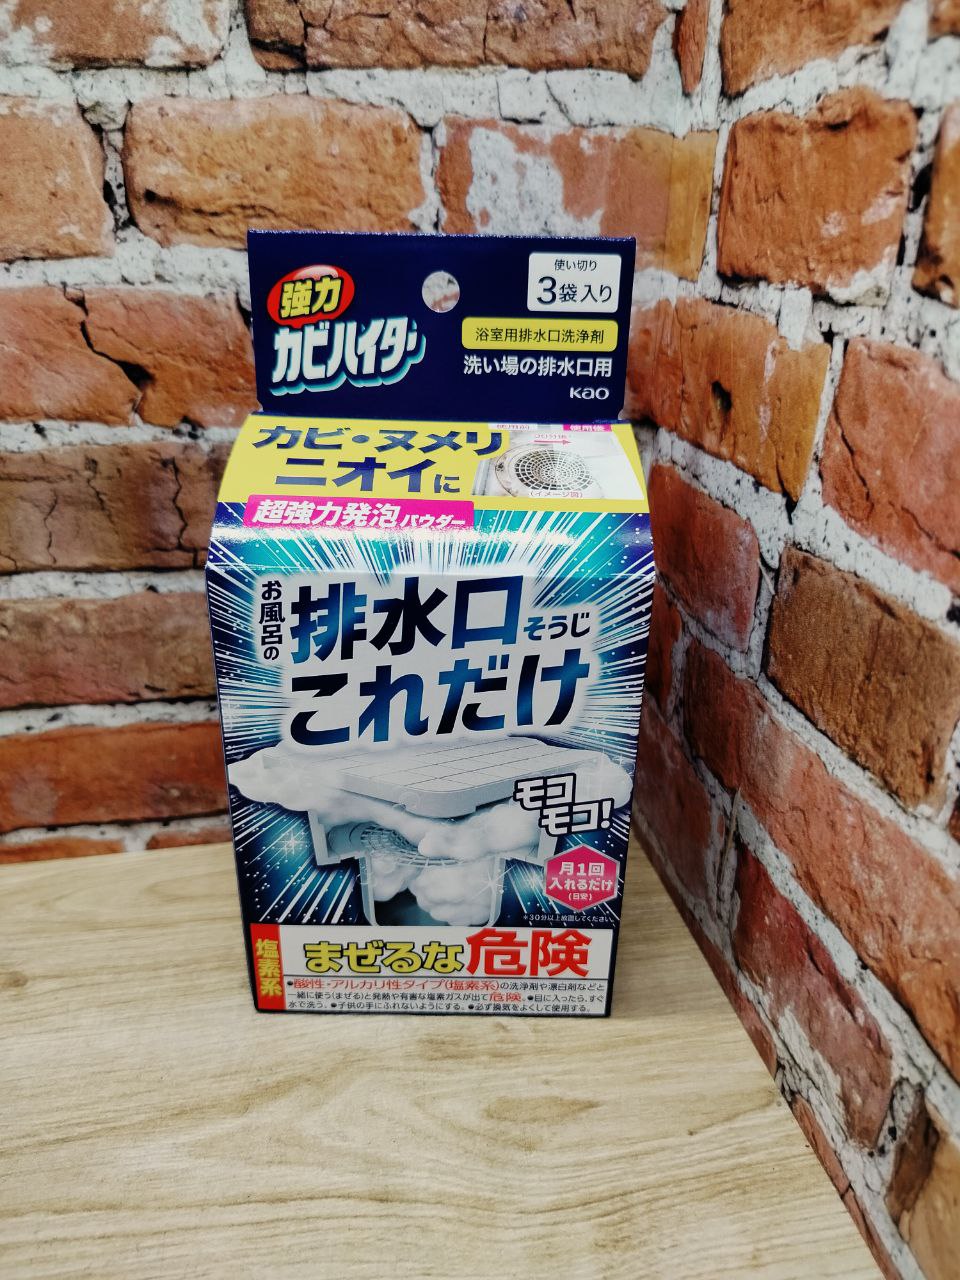 強力
カビハイター
使い切り
3袋入り
浴室用排水口洗浄剤
洗い場の排水口用
Kao
カビ・ヌメリ
ニオイに
使用前
使用後
30分後*
(イメージ図)
超強力発泡パウダー
お風呂の
排水口そうじ
これだけ
モコ
モコ!
月1回
入れるだけ
(目安)
*30分以上放置してください。
塩素系
まぜるな危険
●酸性・アルカリ性タイプ(塩素系)の洗浄剤や漂白剤などと
一緒に使う(まぜる)と発熱や有害な塩素ガスが出て危険。●目に入ったら、すぐ
水で洗う。●子供の手にふれないようにする。●必ず換気をよくして使用する。